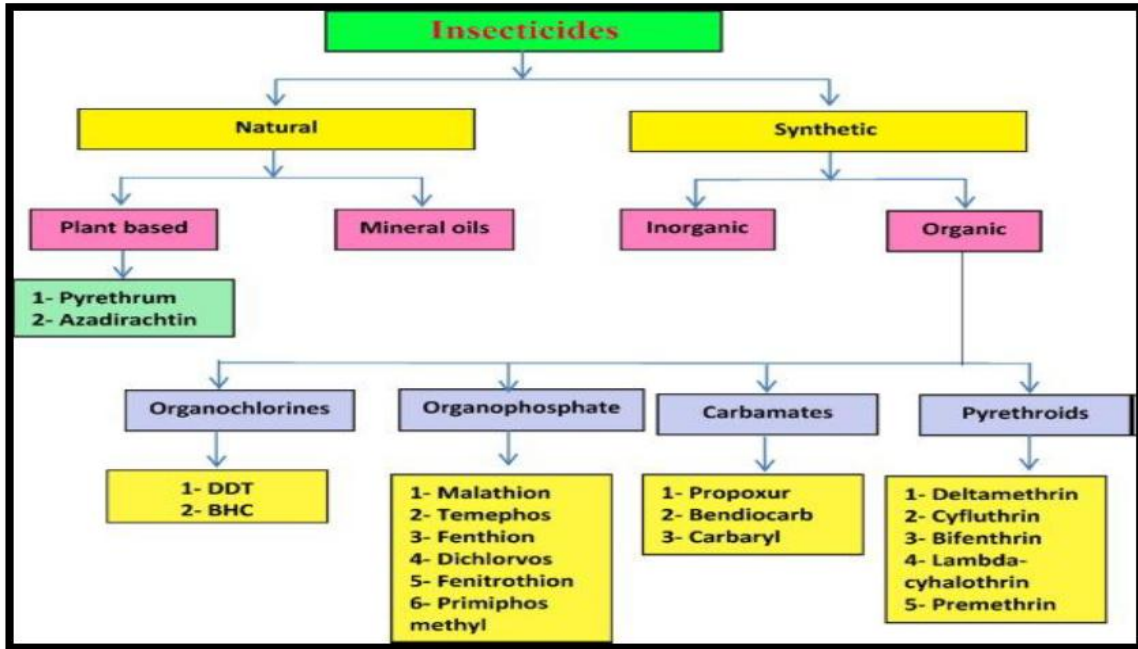 Insecticides
Natural
Synthetic
Plant based
Mineral oils
Inorganic
Organic
1- Pyrethrum
2- Azadirachtin
Organochlorines
Organophosphate
Carbamates
Pyrethroids
1- DDT
2- BHC
1- Malathion
2- Temephos
3- Fenthion
4- Dichlorvos
5- Fenitrothion
6- Primiphos
methyl
1- Propoxur
2- Bendiocarb
3- Carbaryl
1- Deltamethrin
2- Cyfluthrin
3- Bifenthrin
4- Lambda-
cyhalothrin
5- Premethrin